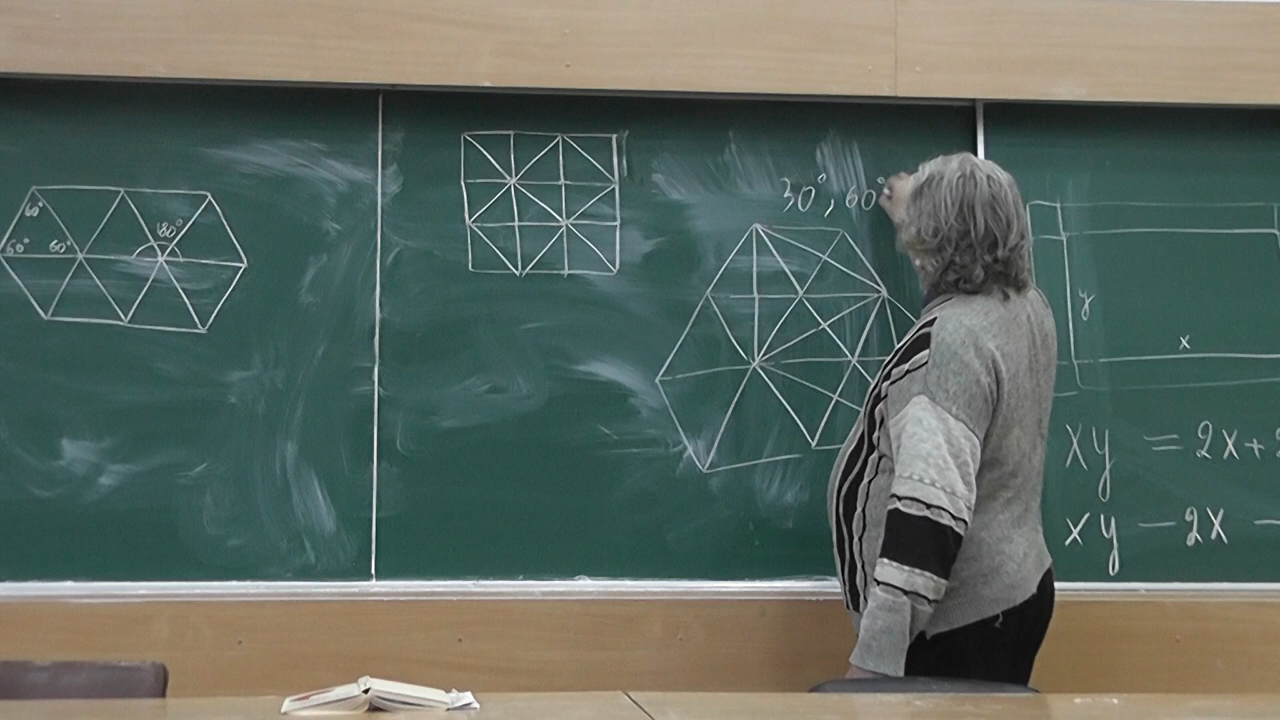 60°
60° 60°
180°
30°, 60°
y
x
xy = 2x+
xy - 2x -